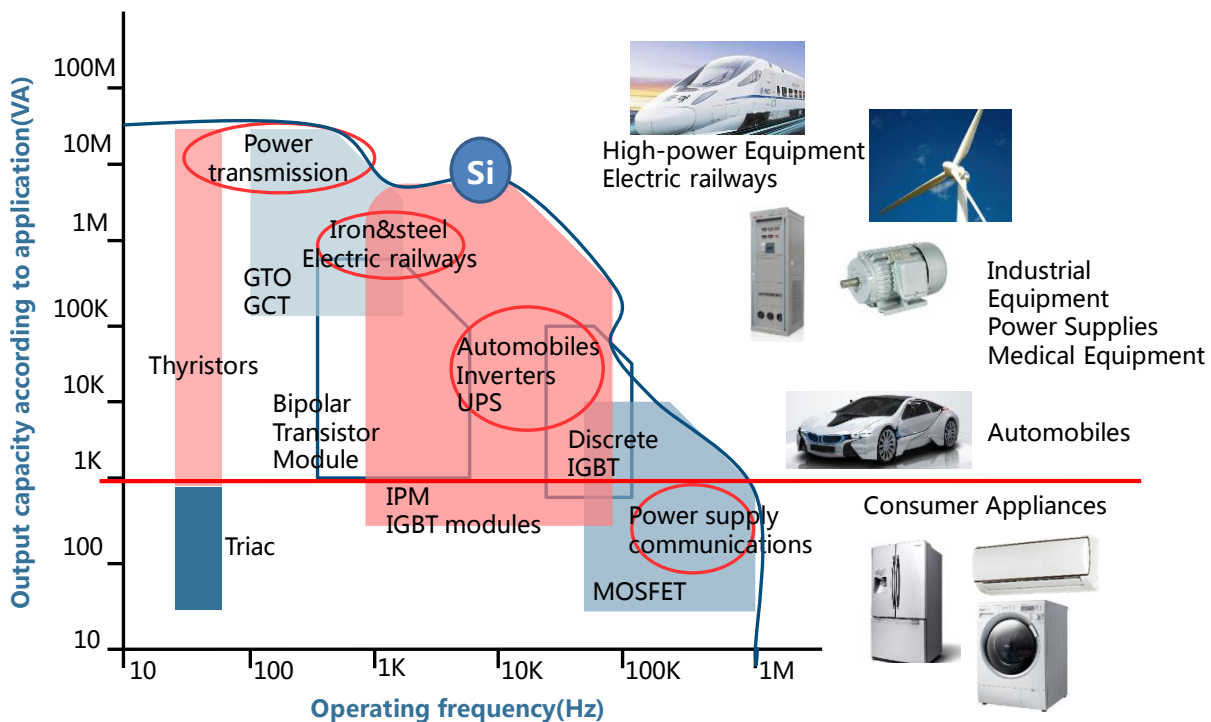 Output capacity according to application(VA)
100M
10M
1M
100K
10K
1K
100
10
10
100
1K
10K
100K
1M
Operating frequency(Hz)
Power
transmission
Si
Iron&steel
Electric railways
GTO
GCT
Thyristors
Automobiles
Inverters
UPS
Bipolar
Transistor
Module
Discrete
IGBT
IPM
IGBT modules
Power supply
communications
Triac
MOSFET
High-power Equipment
Electric railways
Industrial
Equipment
Power Supplies
Medical Equipment
Automobiles
Consumer Appliances